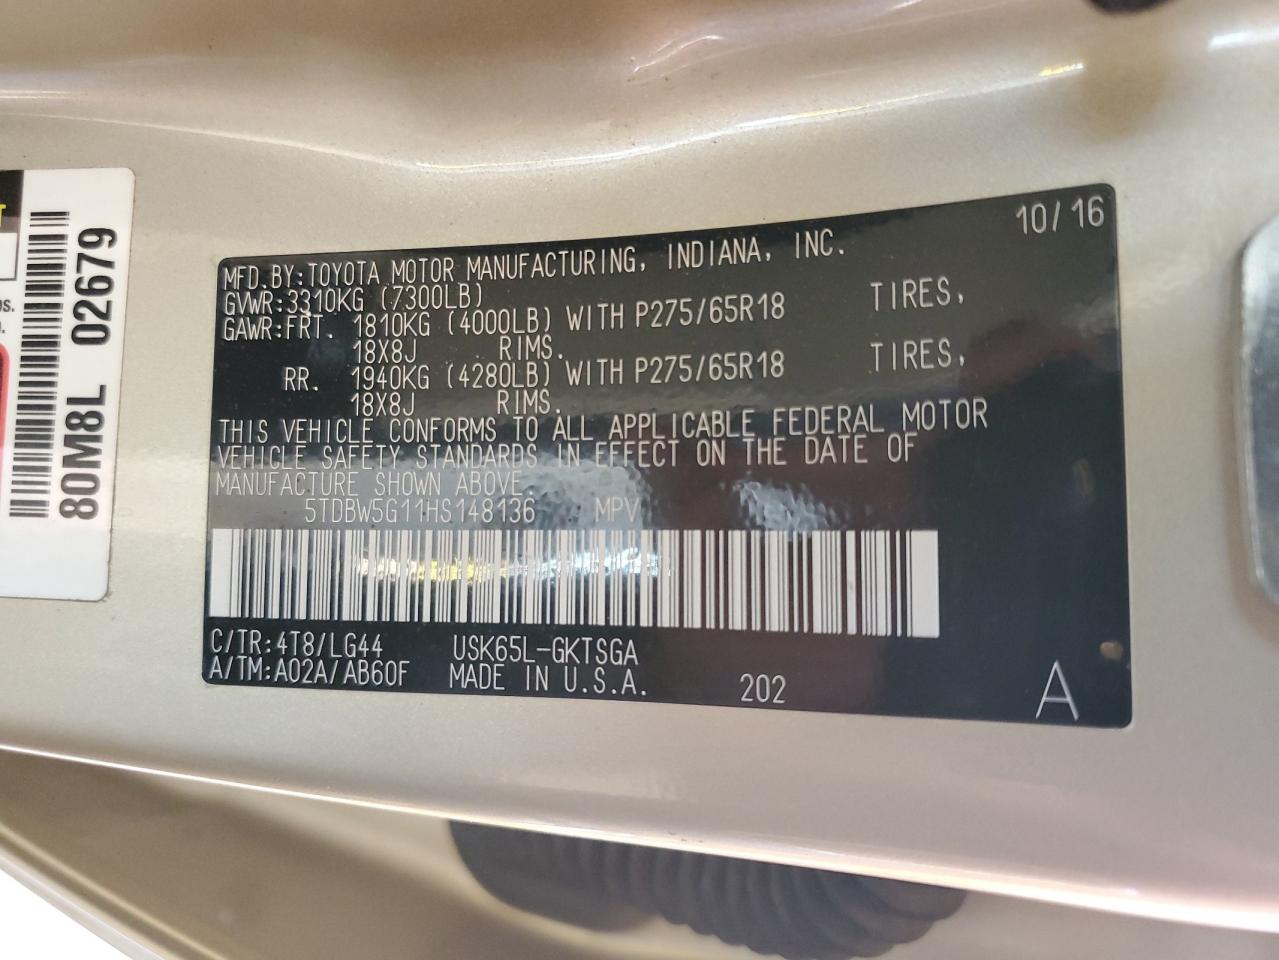 10/16
MFD.BY:TOYOTA MOTOR MANUFACTURING, INDIANA, INC.
GVWR:3310KG (7300LB)
GAWR:FRT. 1810KG (4000LB) WITH P275/65R18 TIRES,
18X8J RIMS.
RR. 1940KG (4280LB) WITH P275/65R18 TIRES,
18X8J RIMS.
THIS VEHICLE CONFORMS TO ALL APPLICABLE FEDERAL MOTOR
VEHICLE SAFETY STANDARDS IN EFFECT ON THE DATE OF
MANUFACTURE SHOWN ABOVE.
5TDBW5G11HS148136 MPV
C/TR:4T8/LG44 USK65L-GKTSGA
A/TM:A02A/AB60F MADE IN U.S.A. 202 A
80M8L 02679